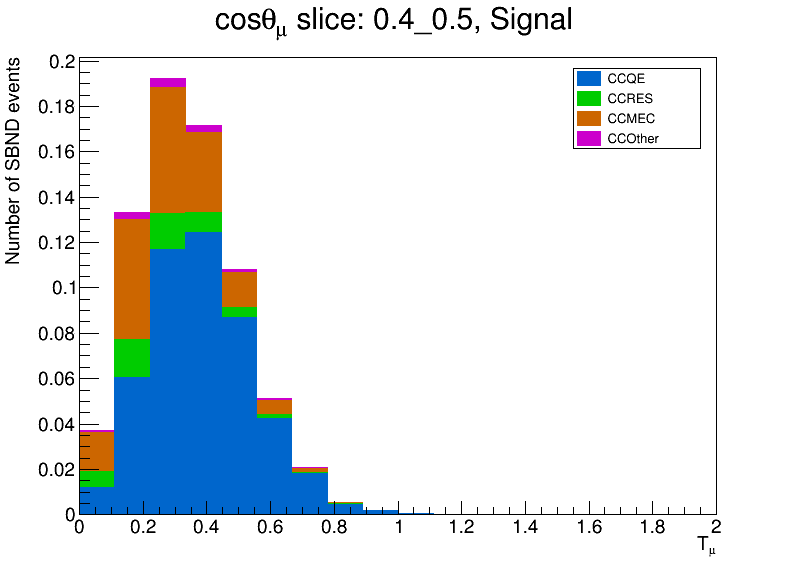 cosθμ slice: 0.4_0.5, Signal
Number of SBND events
0.2
0.18
0.16
0.14
0.12
0.1
0.08
0.06
0.04
0.02
0
CCQE
CCRES
CCMEC
CCOther
0 0.2 0.4 0.6 0.8 1 1.2 1.4 1.6 1.8 2
Tμ